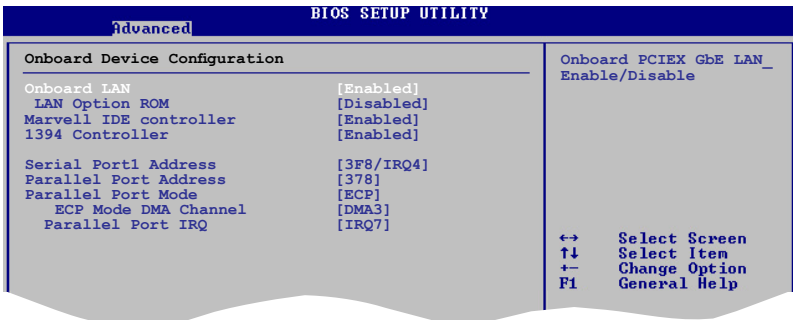 BIOS SETUP UTILITY
Advanced
Onboard Device Configuration
Onboard LAN [Enabled]
LAN Option ROM [Disabled]
Marvell IDE controller [Enabled]
1394 Controller [Enabled]
Serial Port1 Address [3F8/IRQ4]
Parallel Port Address [378]
Parallel Port Mode [ECP]
ECP Mode DMA Channel [DMA3]
Parallel Port IRQ [IRQ7]
Onboard PCIEX GbE LAN_
Enable/Disable
←→ Select Screen
↑↓ Select Item
+- Change Option
F1 General Help